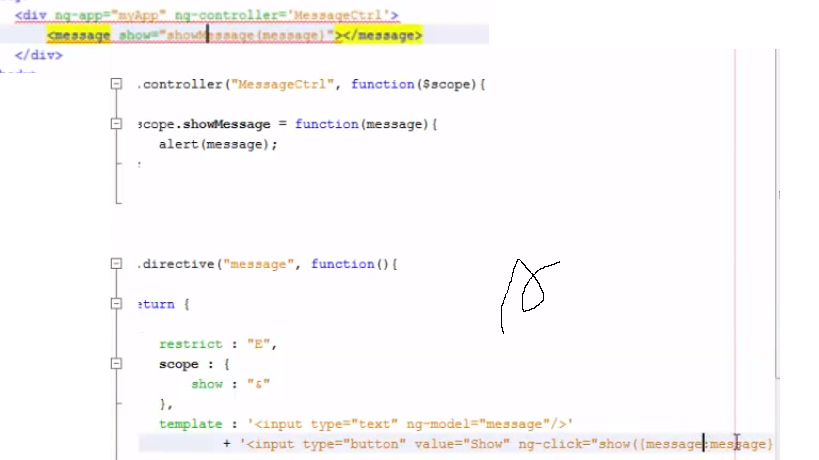 <div ng-app="myApp" ng-controller='MessageCtrl'>
<message show="showMessage(message)"></message>
</div>
.controller("MessageCtrl", function($scope){
scope.showMessage = function(message){
alert(message);
.directive("message", function(){
eturn {
restrict : "E",
scope : {
show : "&"
},
template : '<input type="text" ng-model="message"/>'
+ '<input type="button" value="Show" ng-click="show({message:message}